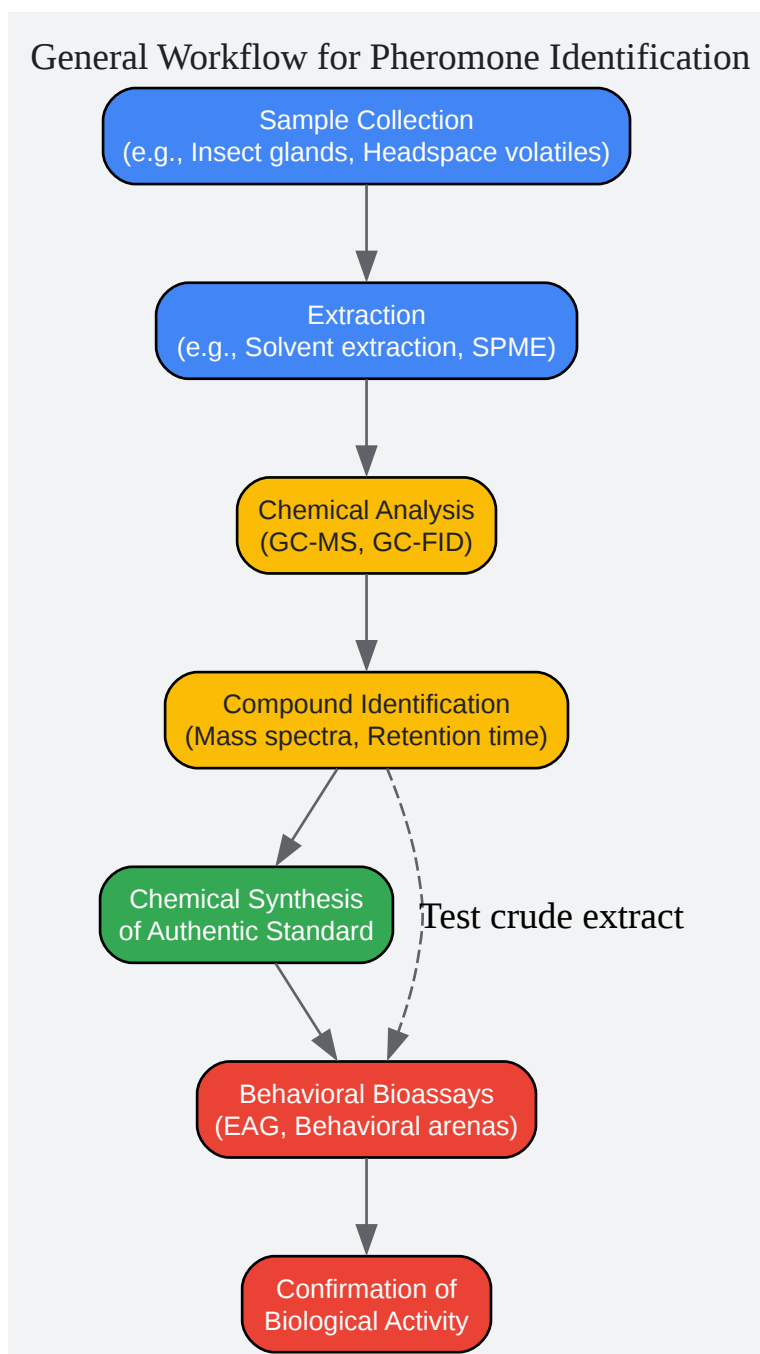 General Workflow for Pheromone Identification
Sample Collection
(e.g., Insect glands, Headspace volatiles)
Extraction
(e.g., Solvent extraction, SPME)
Chemical Analysis
(GC-MS, GC-FID)
Compound Identification
(Mass spectra, Retention time)
Chemical Synthesis
of Authentic Standard
Test crude extract
Behavioral Bioassays
(EAG, Behavioral arenas)
Confirmation of
Biological Activity